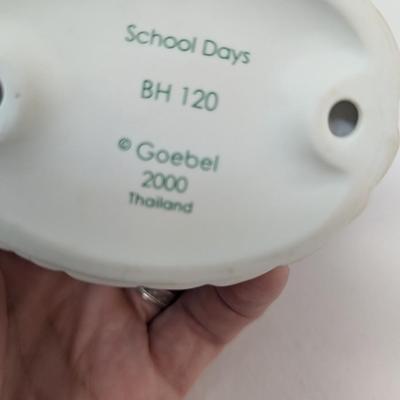 School Days
BH 120
© Goebel
2000
Thailand